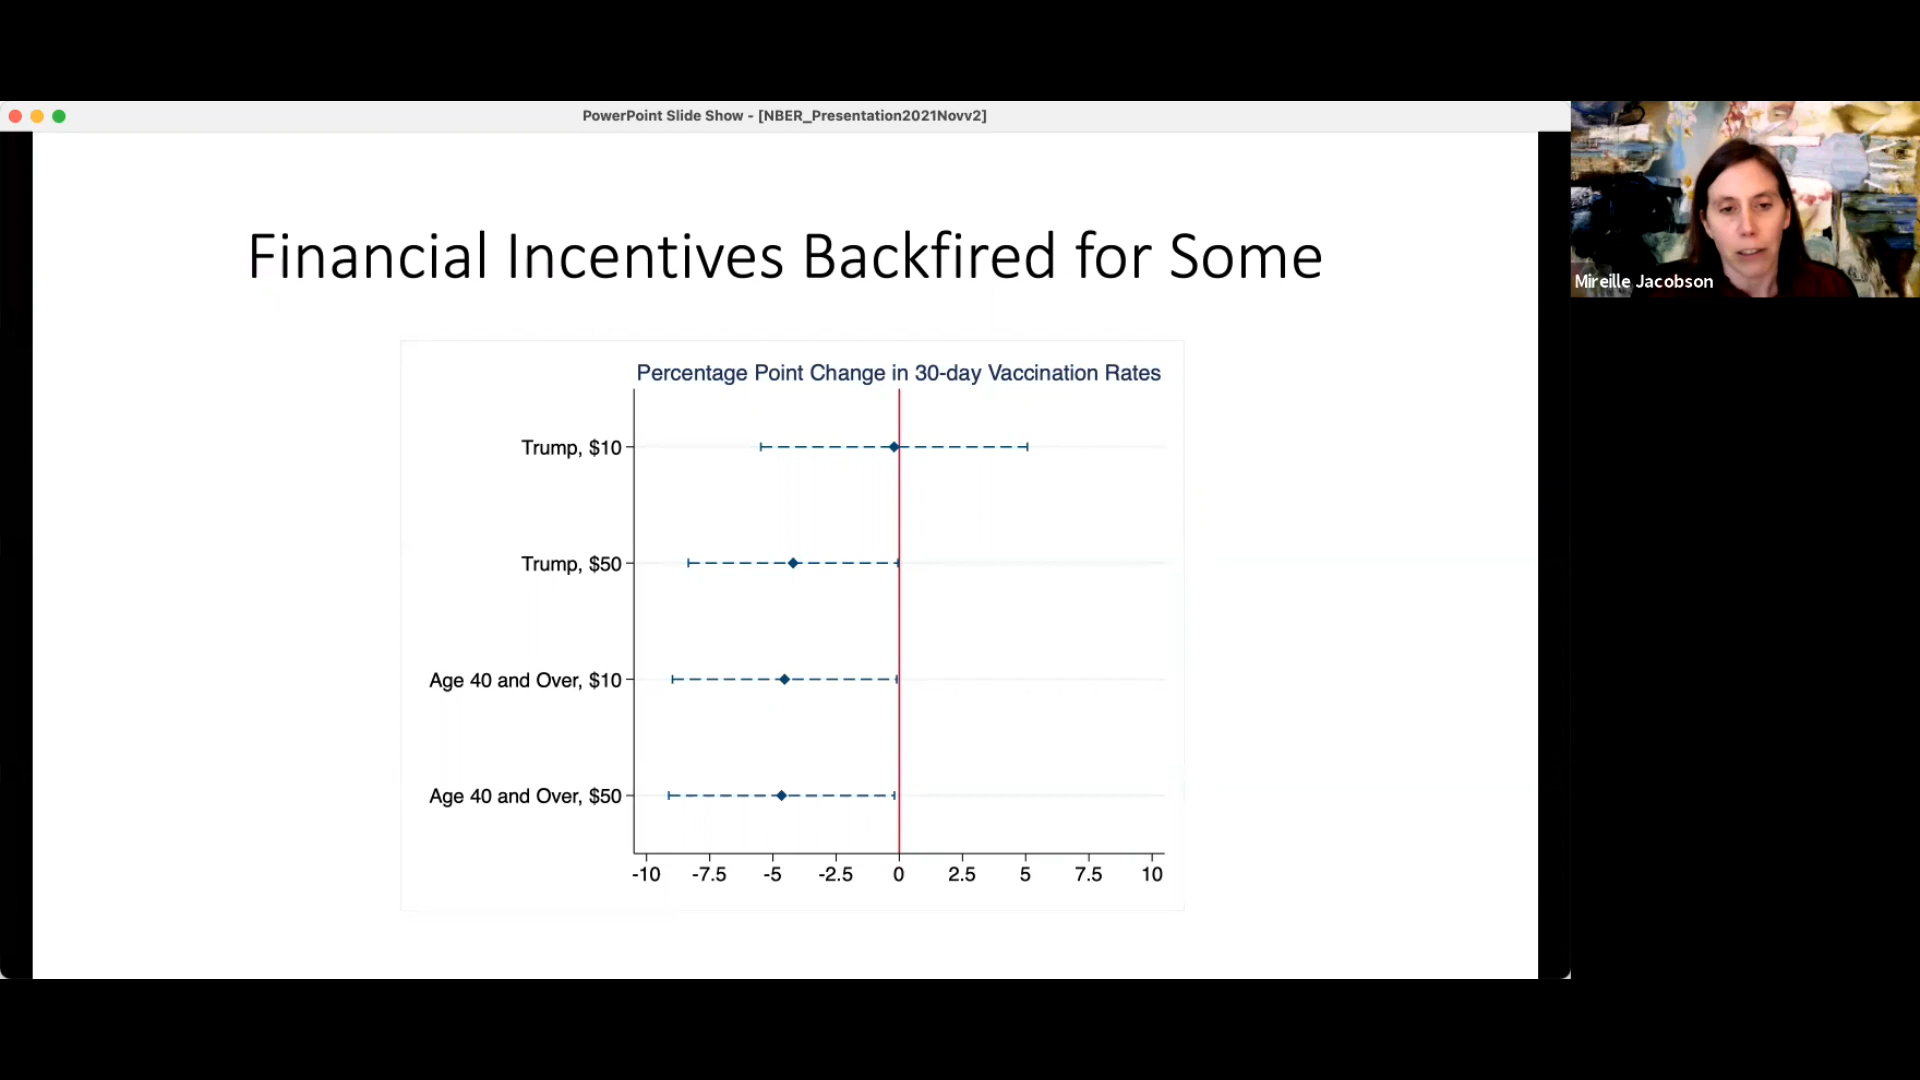 PowerPoint Slide Show - [NBER_Presentation2021Novv2]
Financial Incentives Backfired for Some
Percentage Point Change in 30-day Vaccination Rates
Trump, $10
Trump, $50
Age 40 and Over, $10
Age 40 and Over, $50
-10 -7.5 -5 -2.5 0 2.5 5 7.5 10
Mireille Jacobson